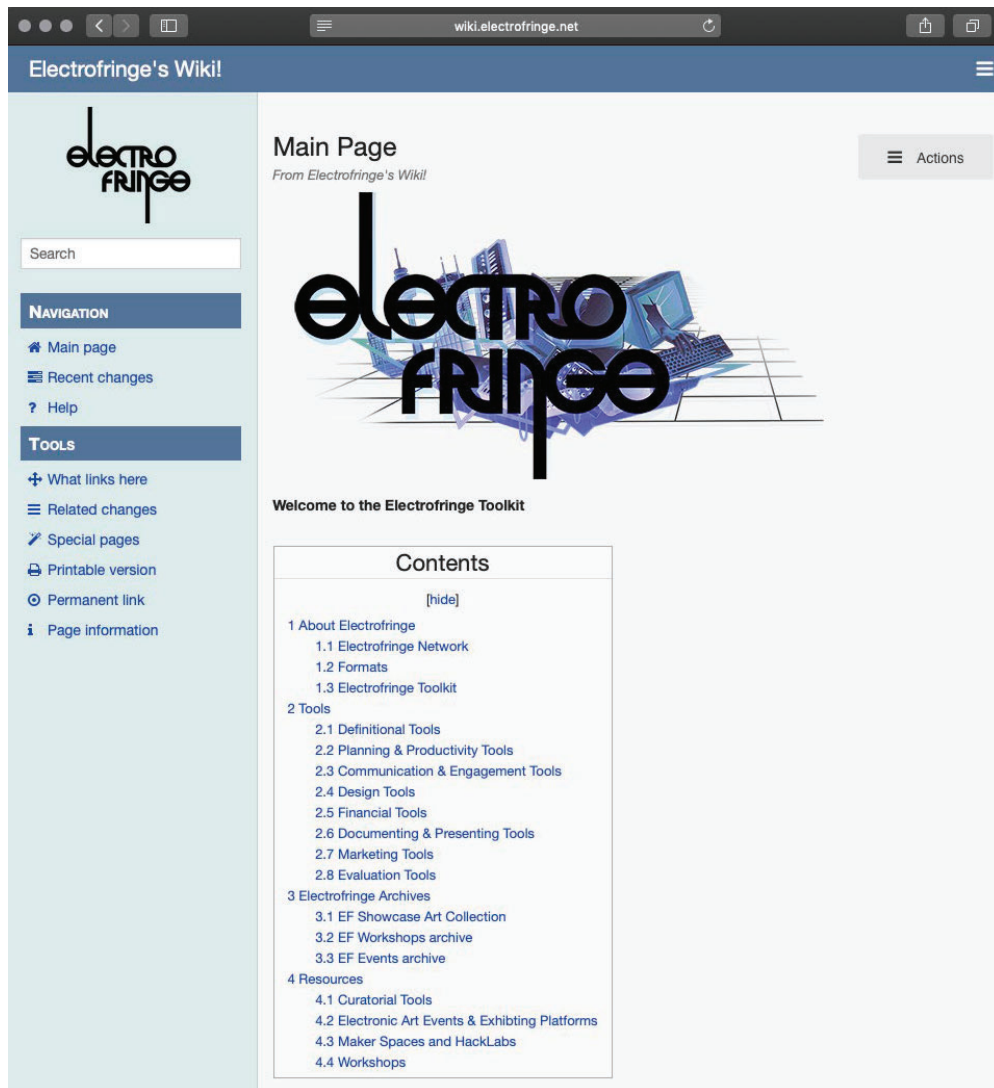 wiki.electrofringe.net
Electrofringe's Wiki!
electro
fringe
Search
Navigation
Main page
Recent changes
? Help
Tools
What links here
Related changes
Special pages
Printable version
Permanent link
i Page information
Main Page
From Electrofringe's Wiki!
Actions
electro
fringe
Welcome to the Electrofringe Toolkit
Contents
[hide]
1 About Electrofringe
1.1 Electrofringe Network
1.2 Formats
1.3 Electrofringe Toolkit
2 Tools
2.1 Definitional Tools
2.2 Planning & Productivity Tools
2.3 Communication & Engagement Tools
2.4 Design Tools
2.5 Financial Tools
2.6 Documenting & Presenting Tools
2.7 Marketing Tools
2.8 Evaluation Tools
3 Electrofringe Archives
3.1 EF Showcase Art Collection
3.2 EF Workshops archive
3.3 EF Events archive
4 Resources
4.1 Curatorial Tools
4.2 Electronic Art Events & Exhibting Platforms
4.3 Maker Spaces and HackLabs
4.4 Workshops